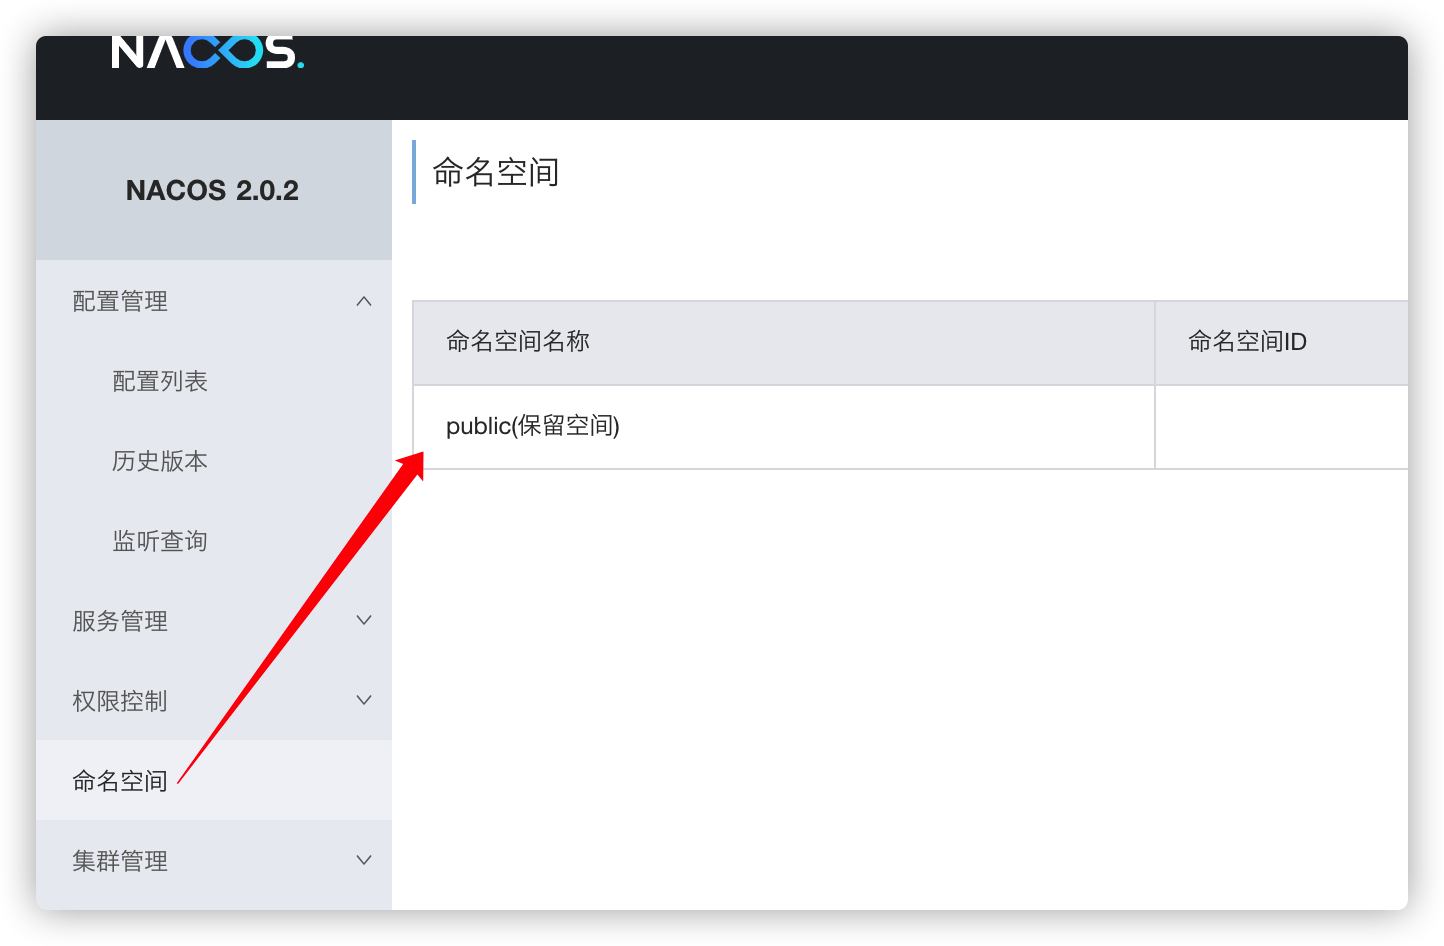 NACOS.
NACOS 2.0.2
配置管理
配置列表
历史版本
监听查询
服务管理
权限控制
命名空间
集群管理
命名空间
命名空间名称 命名空间ID
public(保留空间)